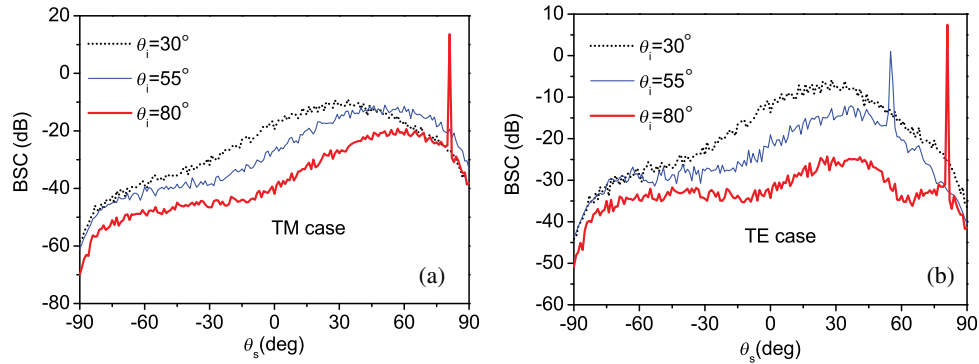 20
0
-20
-40
-60
-80
BSC (dB)
θi=30°
θi=55°
θi=80°
TM case
(a)
-90 -60 -30 0 30 60 90
θs(deg)
10
0
-10
-20
-30
-40
-50
-60
BSC (dB)
θi=30°
θi=55°
θi=80°
TE case
(b)
-90 -60 -30 0 30 60 90
θs(deg)